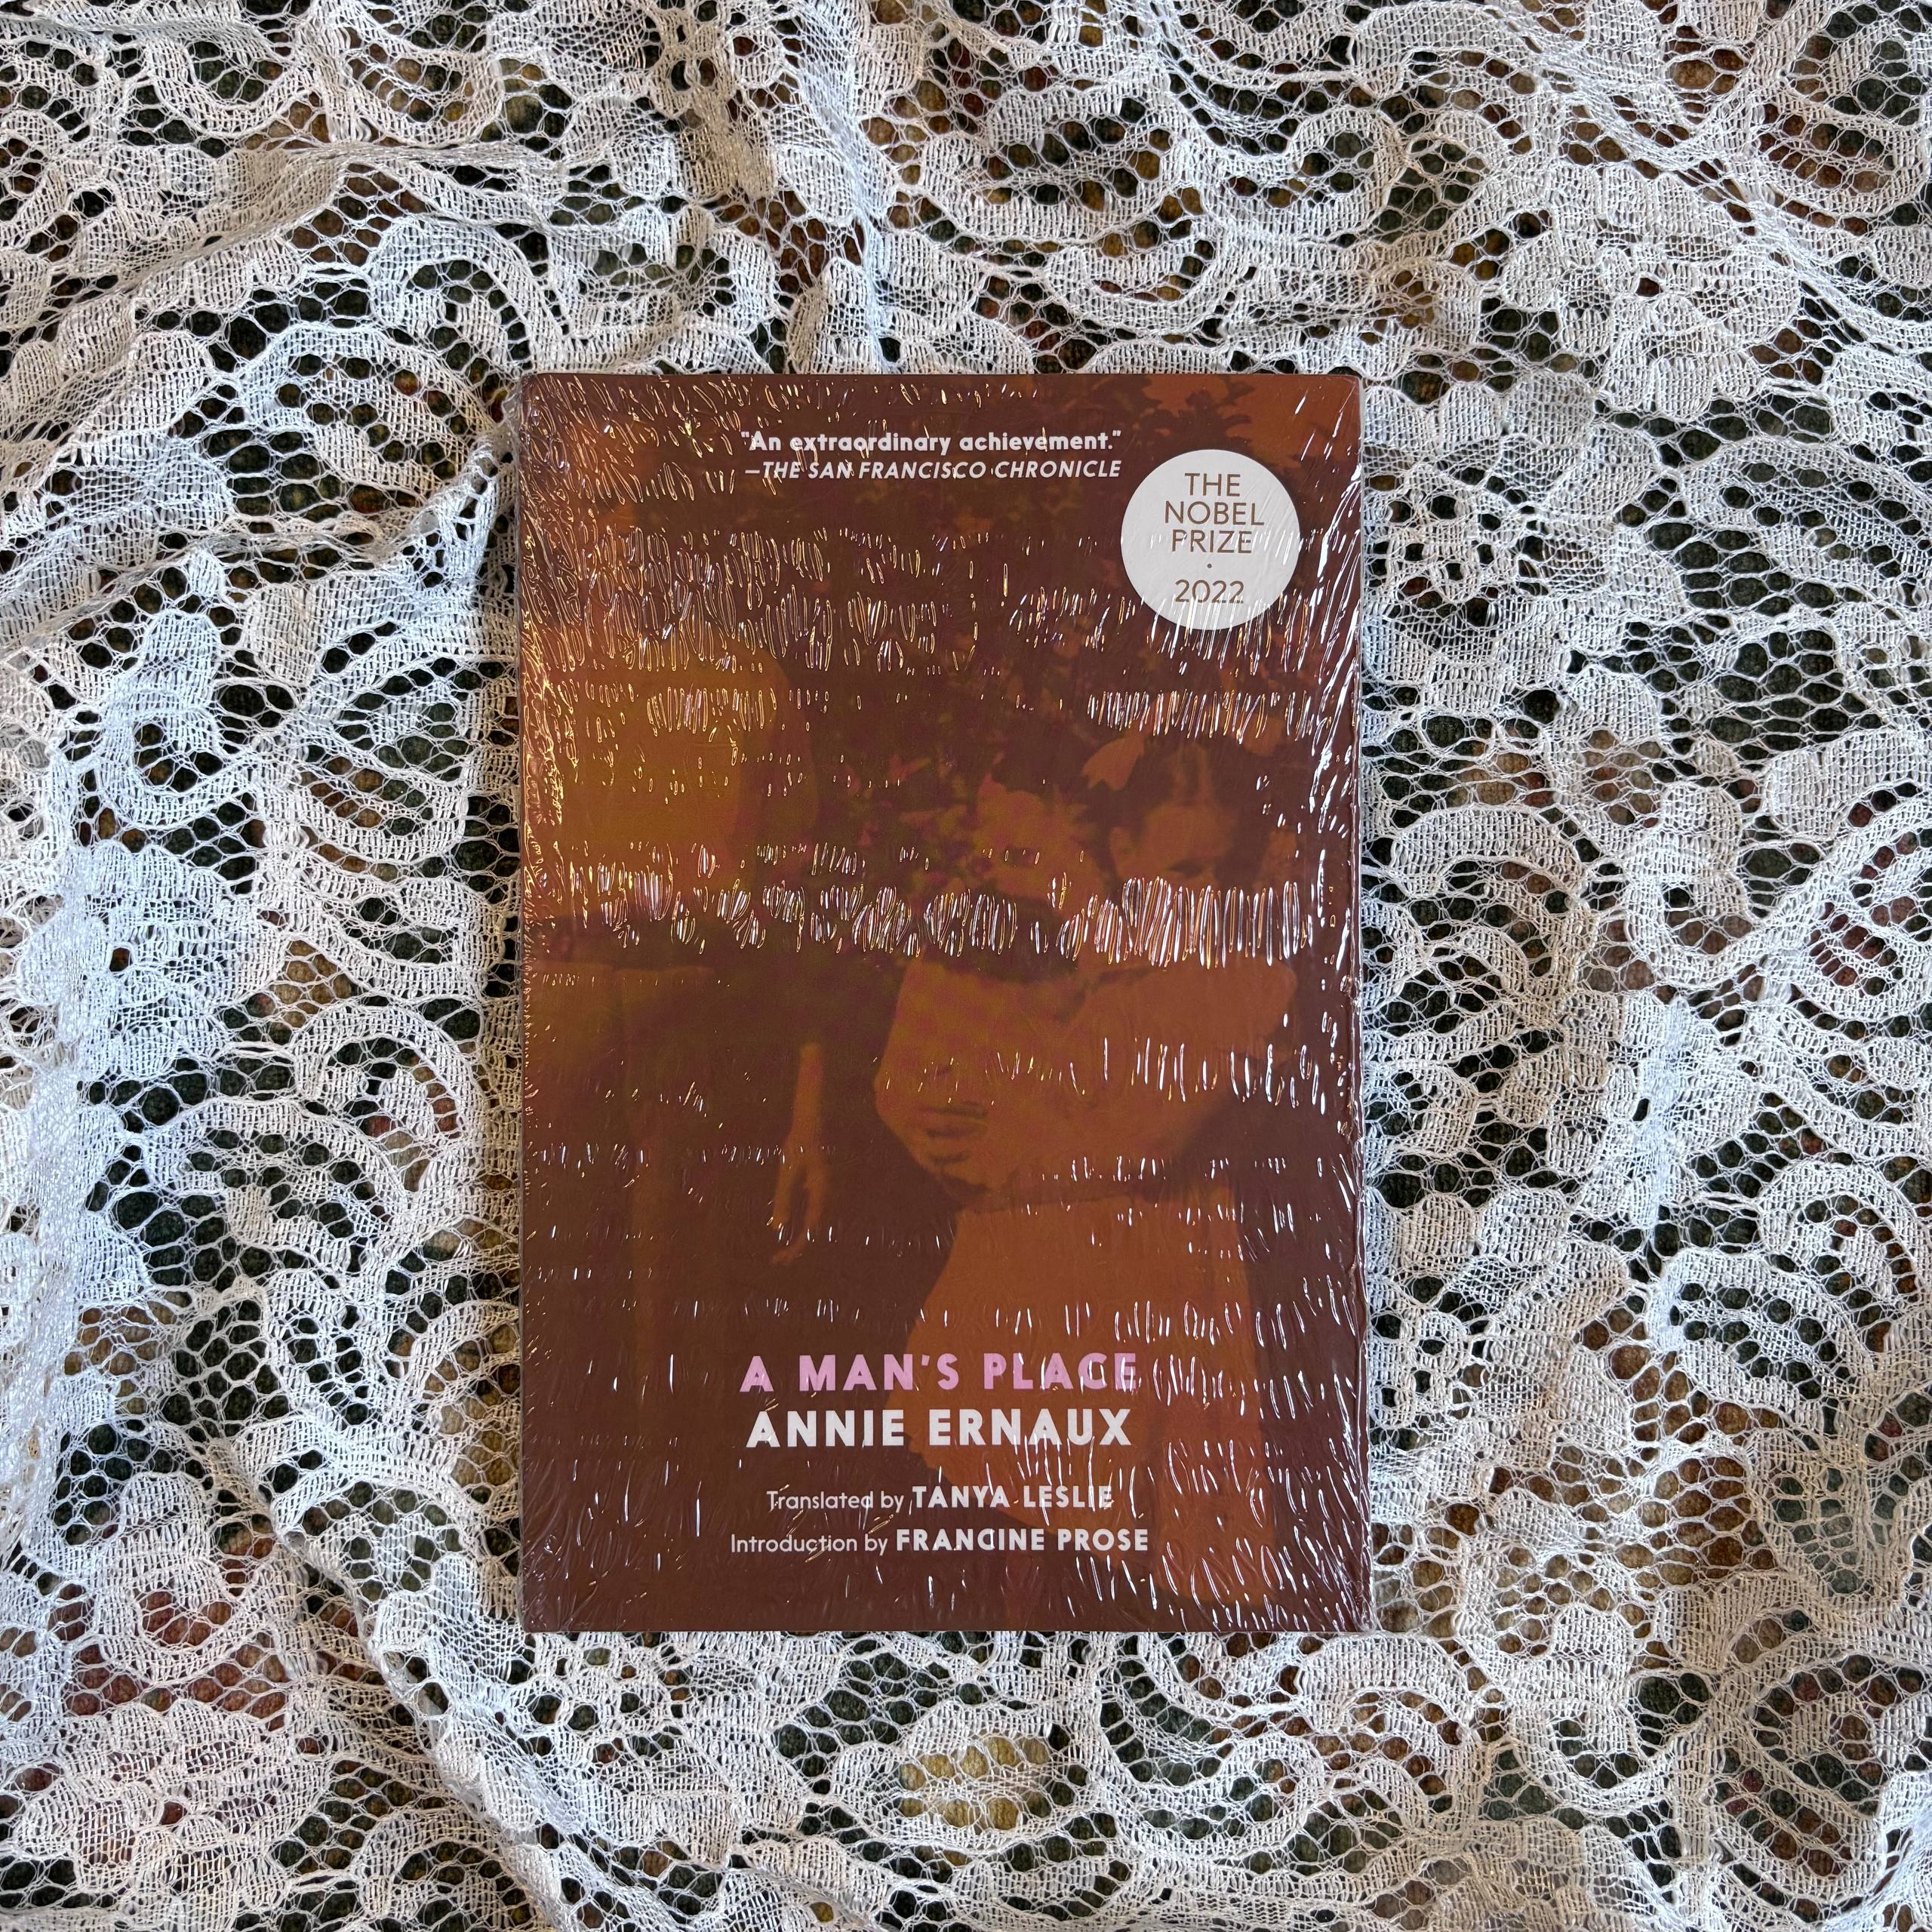 "An extraordinary achievement."
—THE SAN FRANCISCO CHRONICLE
THE
NOBEL
PRIZE
•
2022
A MAN'S PLACE
ANNIE ERNAUX
Translated by TANYA LESLIE
Introduction by FRANCINE PROSE